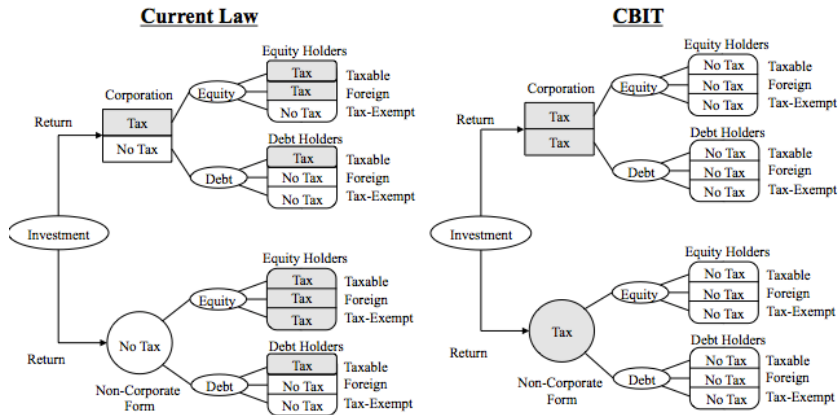 Current Law
Equity Holders
Tax Taxable
Corporation Equity Tax Foreign
Tax No Tax Tax-Exempt
Return
No Tax Debt Holders
Tax Taxable
Debt No Tax Foreign
No Tax Tax-Exempt
Investment
Equity Holders
Tax Taxable
Equity Tax Foreign
Tax Tax-Exempt
No Tax
Return Debt Holders
Tax Taxable
Non-Corporate Debt No Tax Foreign
Form No Tax Tax-Exempt
CBIT
Equity Holders
No Tax Taxable
Corporation Equity No Tax Foreign
Tax No Tax Tax-Exempt
Return
Tax Debt Holders
No Tax Taxable
Debt No Tax Foreign
No Tax Tax-Exempt
Investment
Equity Holders
No Tax Taxable
Equity No Tax Foreign
No Tax Tax-Exempt
Tax
Return Debt Holders
No Tax Taxable
Non-Corporate Debt No Tax Foreign
Form No Tax Tax-Exempt